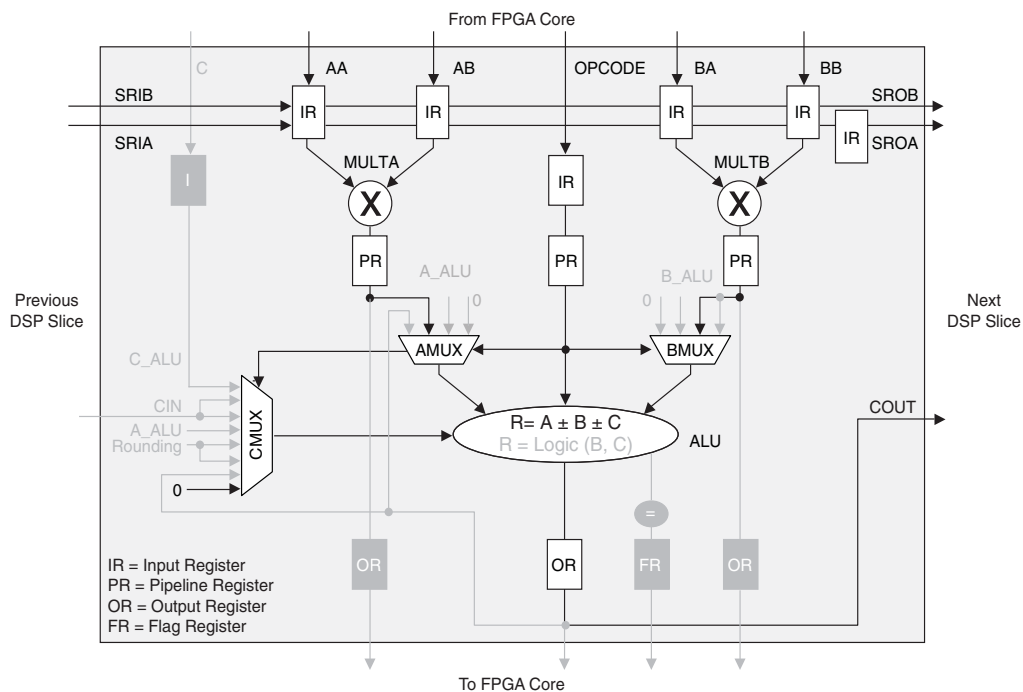 From FPGA Core
C
AA
AB
OPCODE
BA
BB
SRIB
SROB
IR
IR
IR
IR
SRIA
IR
SROA
MULTA
MULTB
I
IR
X
X
PR
PR
PR
A_ALU
B_ALU
0
0
Previous
DSP Slice
Next
DSP Slice
AMUX
BMUX
C_ALU
CIN
COUT
A_ALU
Rounding
CMUX
R= A ± B ± C
R = Logic (B, C)
ALU
0
=
OR
OR
FR
OR
IR = Input Register
PR = Pipeline Register
OR = Output Register
FR = Flag Register
To FPGA Core